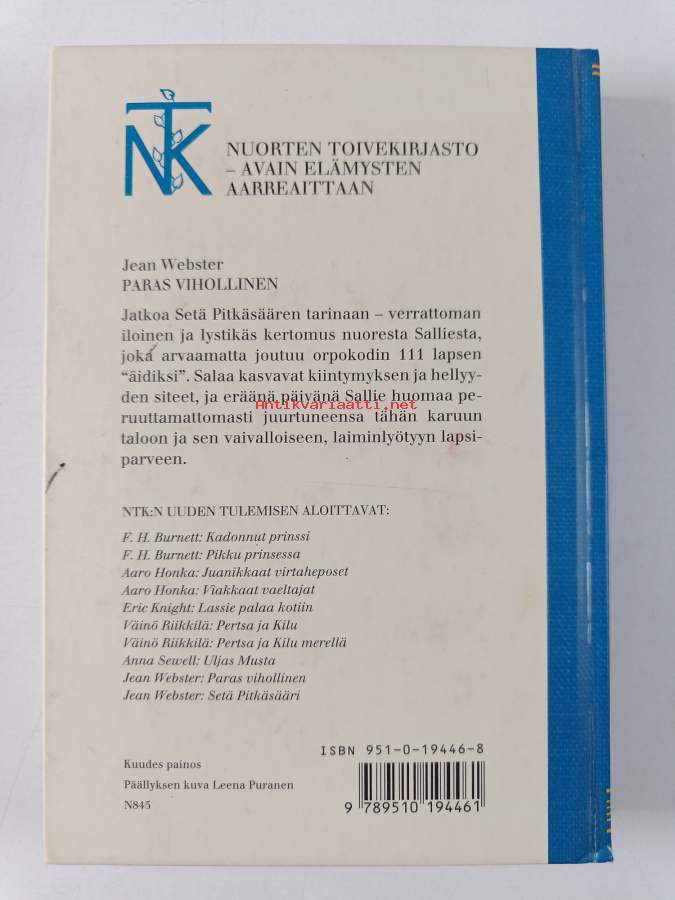 NTK
NUORTEN TOIVEKIRJASTO
– AVAIN ELÄMYSTEN
AARREAITTAAN
Jean Webster
PARAS VIHOLLINEN
Jatkoa Setä Pitkäsäären tarinaan – verrattoman
iloinen ja lystikäs kertomus nuoresta Salliesta,
joka arvaamatta joutuu orpokodin 111 lapsen
“äidiksi”. Salaa kasvavat kiintymyksen ja hellyy-
den siteet, ja eräänä päivänä Sallie huomaa pe-
Antikvariaatti.net
ruuttamattomasti juurtuneensa tähän karuun
taloon ja sen vaivalloiseen, laiminlyötyyn lapsi-
parveen.
NTK:N UUDEN TULEMISEN ALOITTAVAT:
F. H. Burnett: Kadonnut prinssi
F. H. Burnett: Pikku prinsessa
Aaro Honka: Juanikkaat virtaheposet
Aaro Honka: Viakkaat vaeltajat
Eric Knight: Lassie palaa kotiin
Väinö Riikkilä: Pertsa ja Kilu
Väinö Riikkilä: Pertsa ja Kilu merellä
Anna Sewell: Uljas Musta
Jean Webster: Paras vihollinen
Jean Webster: Setä Pitkäsääri
ISBN 951-0-19446-8
Kuudes painos
Päällyksen kuva Leena Puranen
N845
9 789510 194461